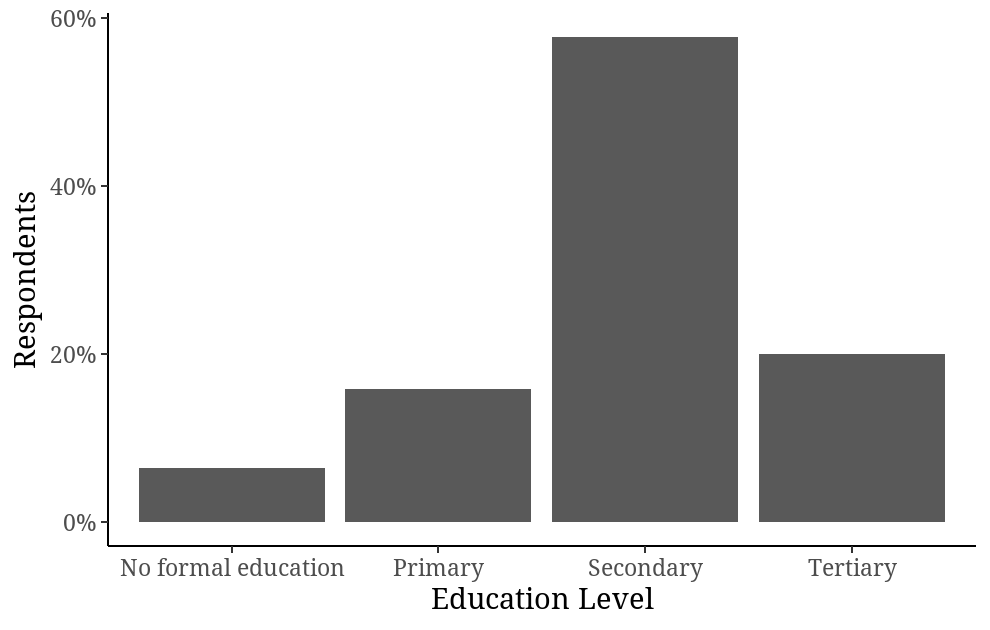 60%
40%
20%
0%
Respondents
No formal education
Primary
Secondary
Tertiary
Education Level